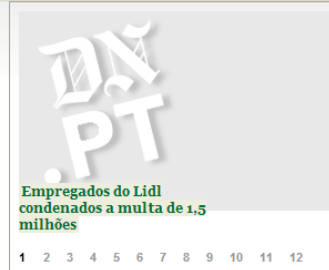 DN
.PT
Empregados do Lidl
condenados a multa de 1,5
milhões
1 2 3 4 5 6 7 8 9 10 11 12